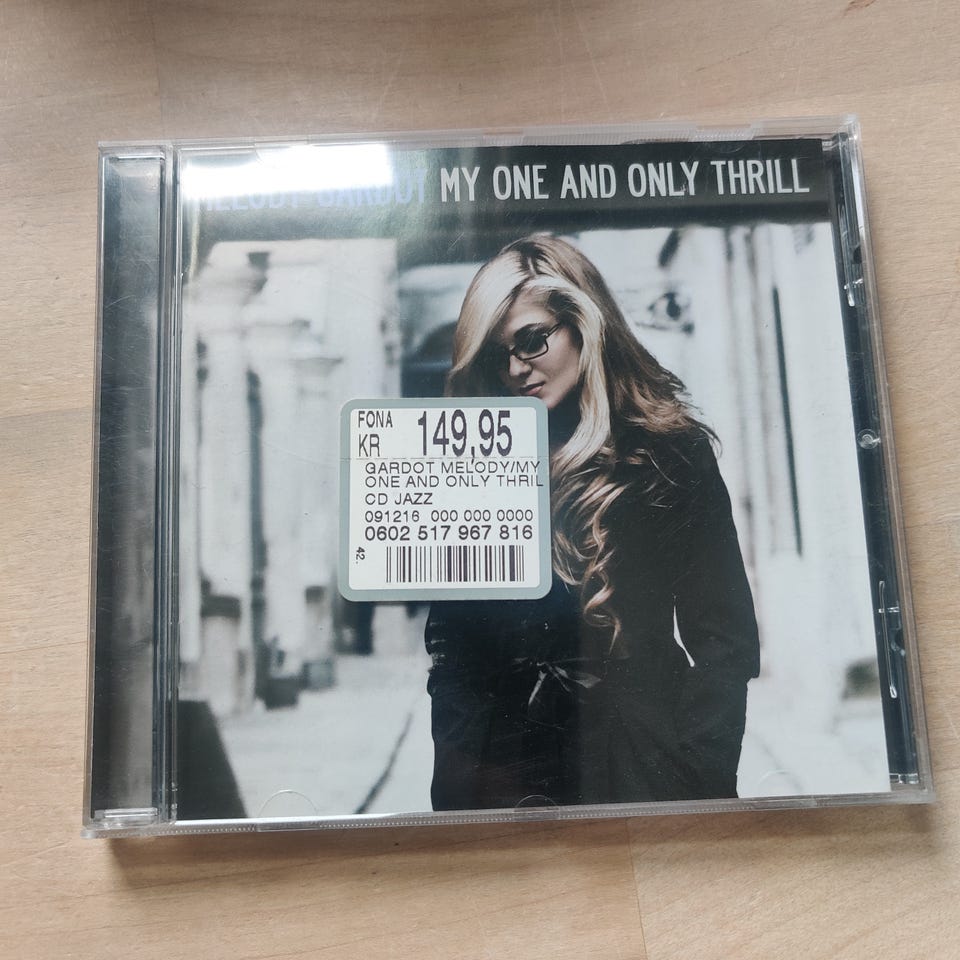 MELODY GARDOT MY ONE AND ONLY THRILL
FONA
KR 149,95
GARDOT MELODY/MY
ONE AND ONLY THRIL
CD JAZZ
091216 000 000 0000
0602 517 967 816
42.